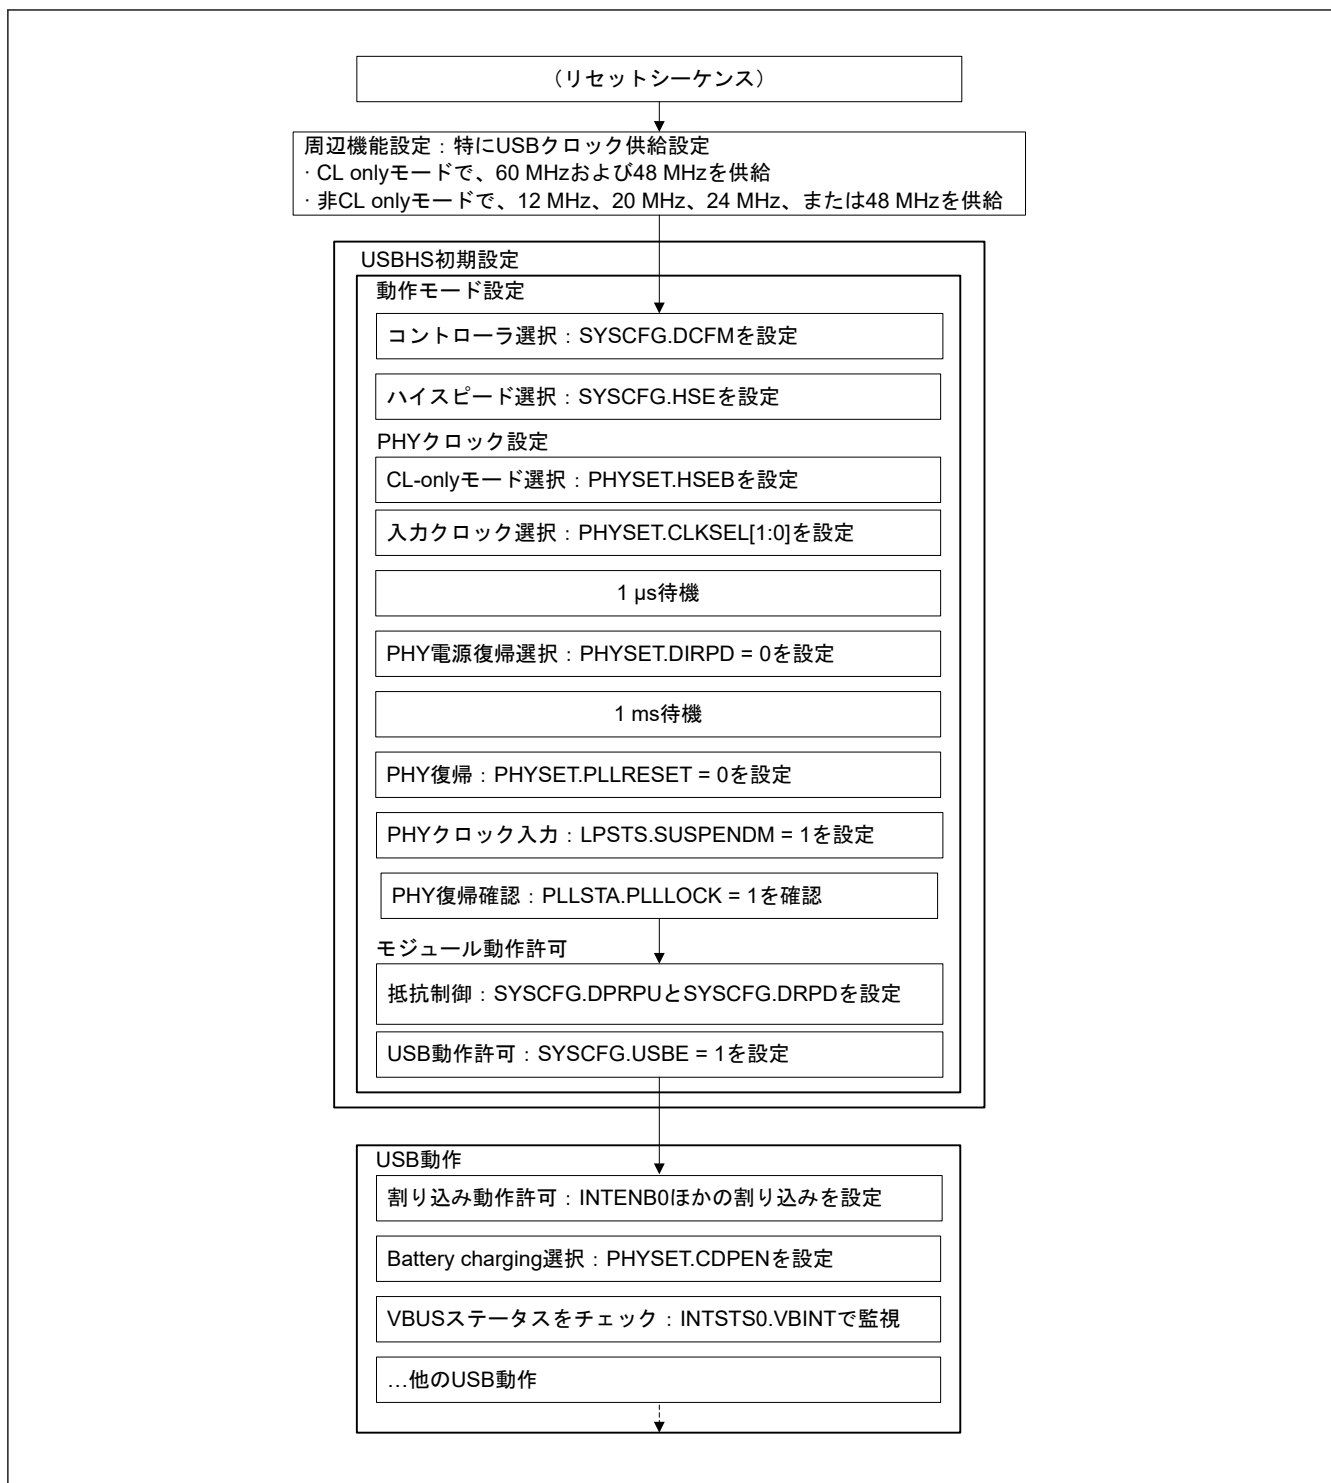 （リセットシーケンス）
周辺機能設定：特にUSBクロック供給設定
· CL onlyモードで、60 MHzおよび48 MHzを供給
· 非CL onlyモードで、12 MHz、20 MHz、24 MHz、または48 MHzを供給
USBHS初期設定
動作モード設定
コントローラ選択：SYSCFG.DCFMを設定
ハイスピード選択：SYSCFG.HSEを設定
PHYクロック設定
CL-onlyモード選択：PHYSET.HSEBを設定
入力クロック選択：PHYSET.CLKSEL[1:0]を設定
1 μs待機
PHY電源復帰選択：PHYSET.DIRPD = 0を設定
1 ms待機
PHY復帰：PHYSET.PLLRESET = 0を設定
PHYクロック入力：LPSTS.SUSPENDM = 1を設定
PHY復帰確認：PLLSTA.PLLLOCK = 1を確認
モジュール動作許可
抵抗制御：SYSCFG.DPRPUとSYSCFG.DRPDを設定
USB動作許可：SYSCFG.USBE = 1を設定
USB動作
割り込み動作許可：INTENB0ほかの割り込みを設定
Battery charging選択：PHYSET.CDPENを設定
VBUSステータスをチェック：INTSTS0.VBINTで監視
…他のUSB動作